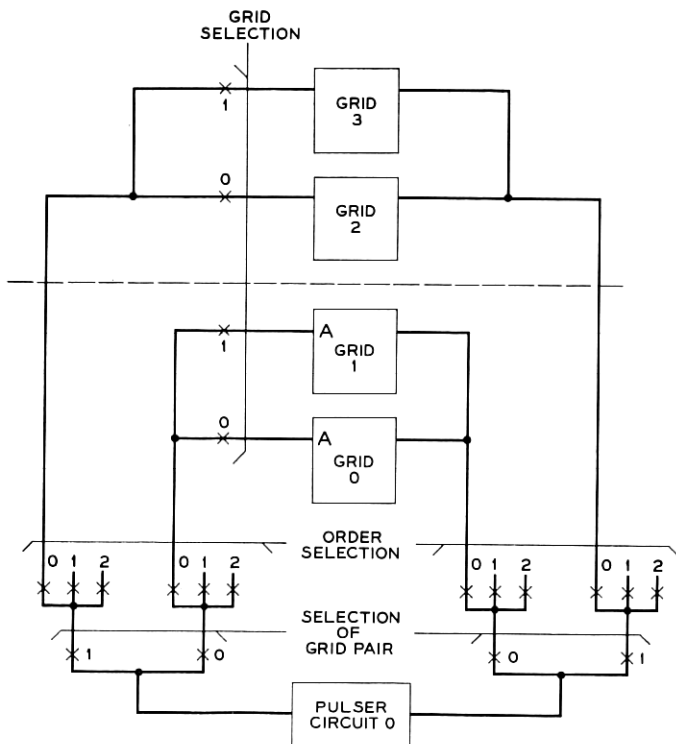 GRID
SELECTION
1
GRID
3
0
GRID
2
1
A
GRID
1
0
A
GRID
0
ORDER
SELECTION
0 1 2
0 1 2
0 1 2
0 1 2
SELECTION
OF
GRID PAIR
1
0
0
1
PULSER
CIRCUIT 0